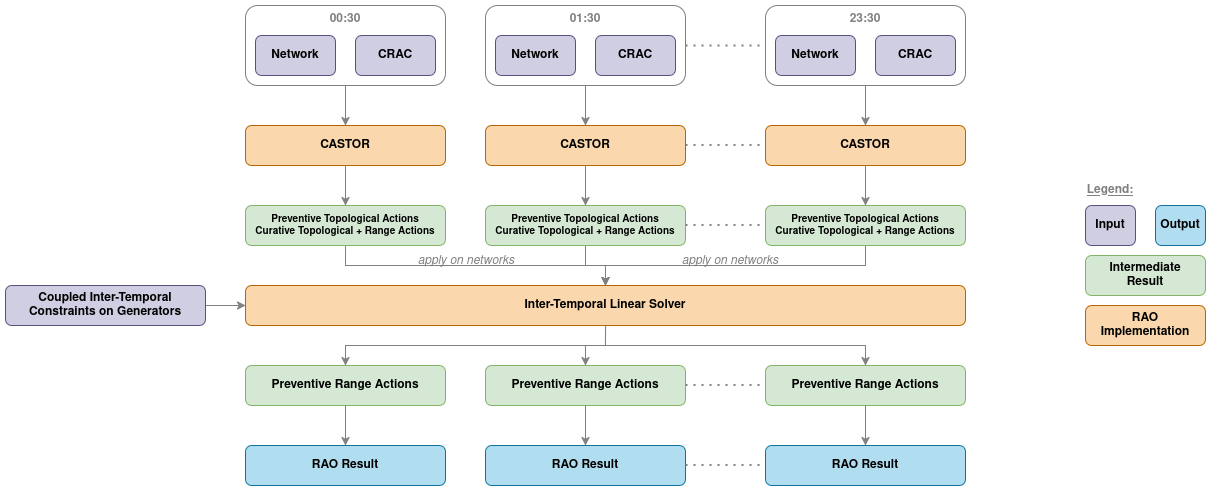 00:30
01:30
23:30
Network
CRAC
Network
CRAC
Network
CRAC
CASTOR
CASTOR
CASTOR
Legend:
Preventive Topological Actions
Curative Topological + Range Actions
Preventive Topological Actions
Curative Topological + Range Actions
Preventive Topological Actions
Curative Topological + Range Actions
Input
Output
apply on networks
apply on networks
Intermediate
Result
Coupled Inter-Temporal
Constraints on Generators
Inter-Temporal Linear Solver
RAO
Implementation
Preventive Range Actions
Preventive Range Actions
Preventive Range Actions
RAO Result
RAO Result
RAO Result